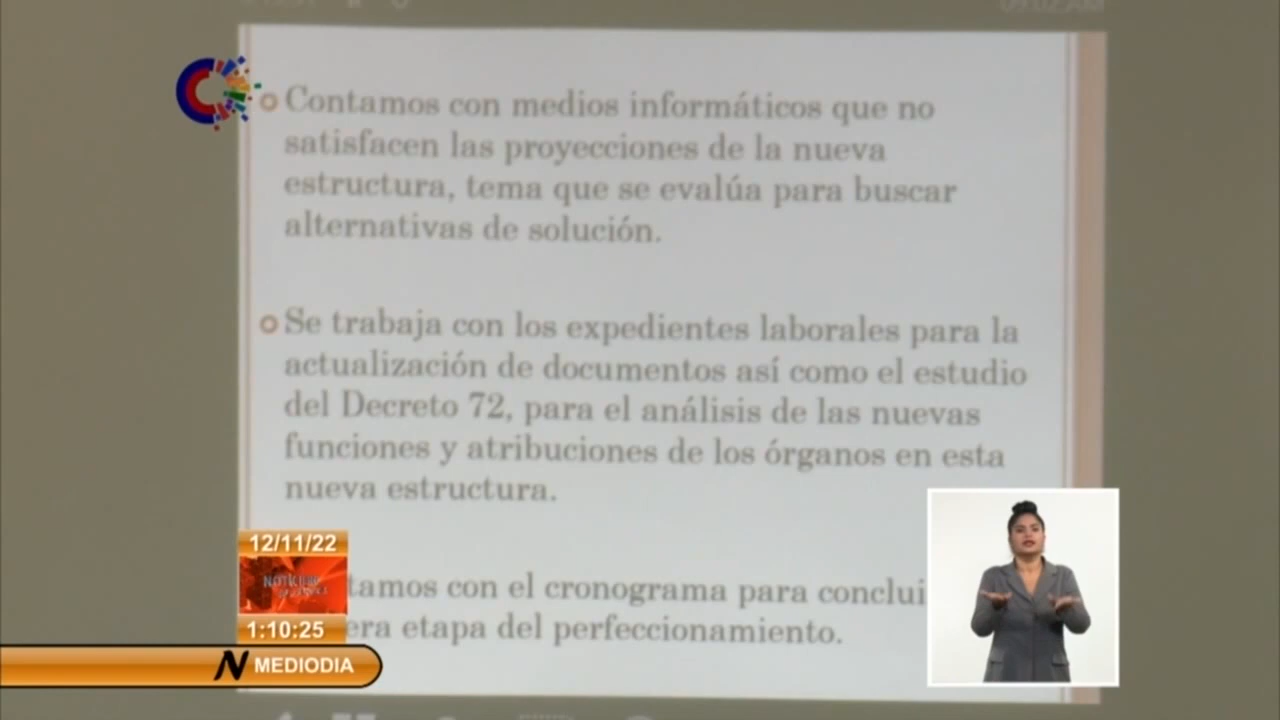 Contamos con medios informáticos que no
satisfacen las proyecciones de la nueva
estructura, tema que se evalúa para buscar
alternativas de solución.
Se trabaja con los expedientes laborales para la
actualización de documentos así como el estudio
del Decreto 72, para el análisis de las nuevas
funciones y atribuciones de los órganos en esta
nueva estructura.
tamos con el cronograma para conclui
era etapa del perfeccionamiento.
12/11/22
1:10:25
N MEDIODIA